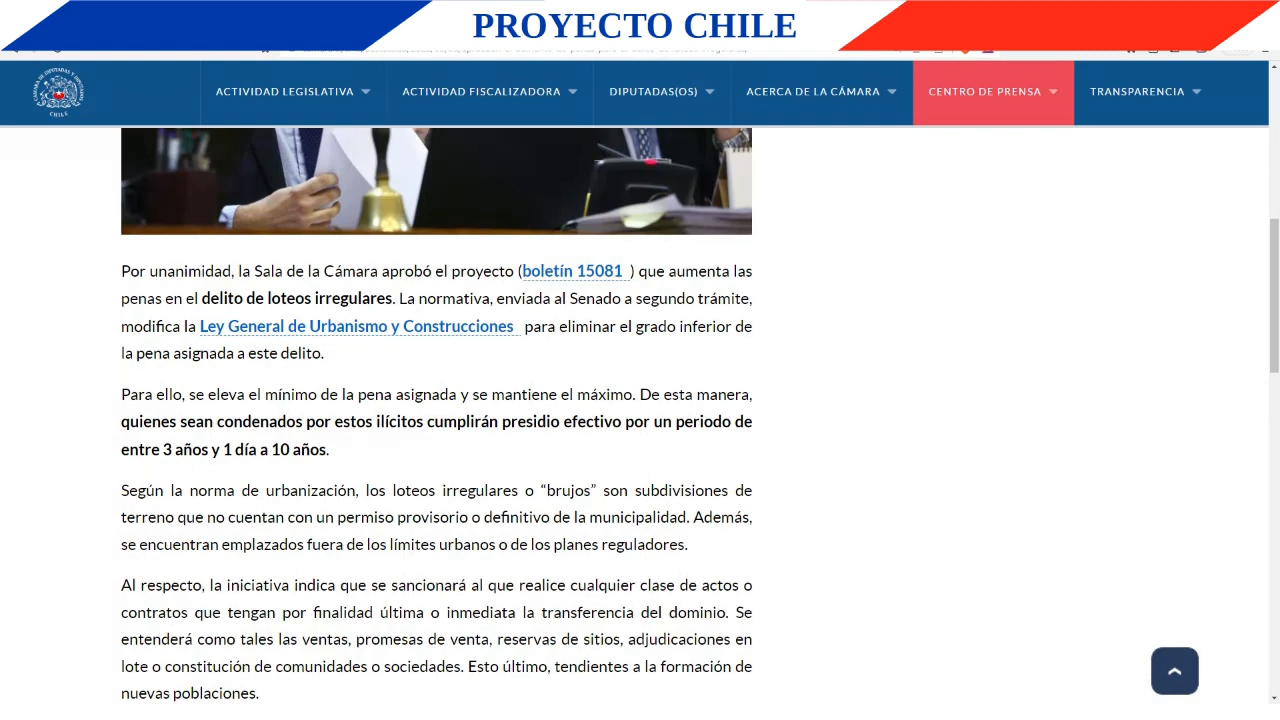 PROYECTO CHILE
CÁMARA DE DIPUTADAS Y DIPUTADOS
CHILE
ACTIVIDAD LEGISLATIVA
ACTIVIDAD FISCALIZADORA
DIPUTADAS(OS)
ACERCA DE LA CÁMARA
CENTRO DE PRENSA
TRANSPARENCIA
Por unanimidad, la Sala de la Cámara aprobó el proyecto (boletín 15081 ) que aumenta las
penas en el delito de loteos irregulares. La normativa, enviada al Senado a segundo trámite,
modifica la Ley General de Urbanismo y Construcciones para eliminar el grado inferior de
la pena asignada a este delito.
Para ello, se eleva el mínimo de la pena asignada y se mantiene el máximo. De esta manera,
quienes sean condenados por estos ilícitos cumplirán presidio efectivo por un periodo de
entre 3 años y 1 día a 10 años.
Según la norma de urbanización, los loteos irregulares o “brujos” son subdivisiones de
terreno que no cuentan con un permiso provisorio o definitivo de la municipalidad. Además,
se encuentran emplazados fuera de los límites urbanos o de los planes reguladores.
Al respecto, la iniciativa indica que se sancionará al que realice cualquier clase de actos o
contratos que tengan por finalidad última o inmediata la transferencia del dominio. Se
entenderá como tales las ventas, promesas de venta, reservas de sitios, adjudicaciones en
lote o constitución de comunidades o sociedades. Esto último, tendientes a la formación de
nuevas poblaciones.